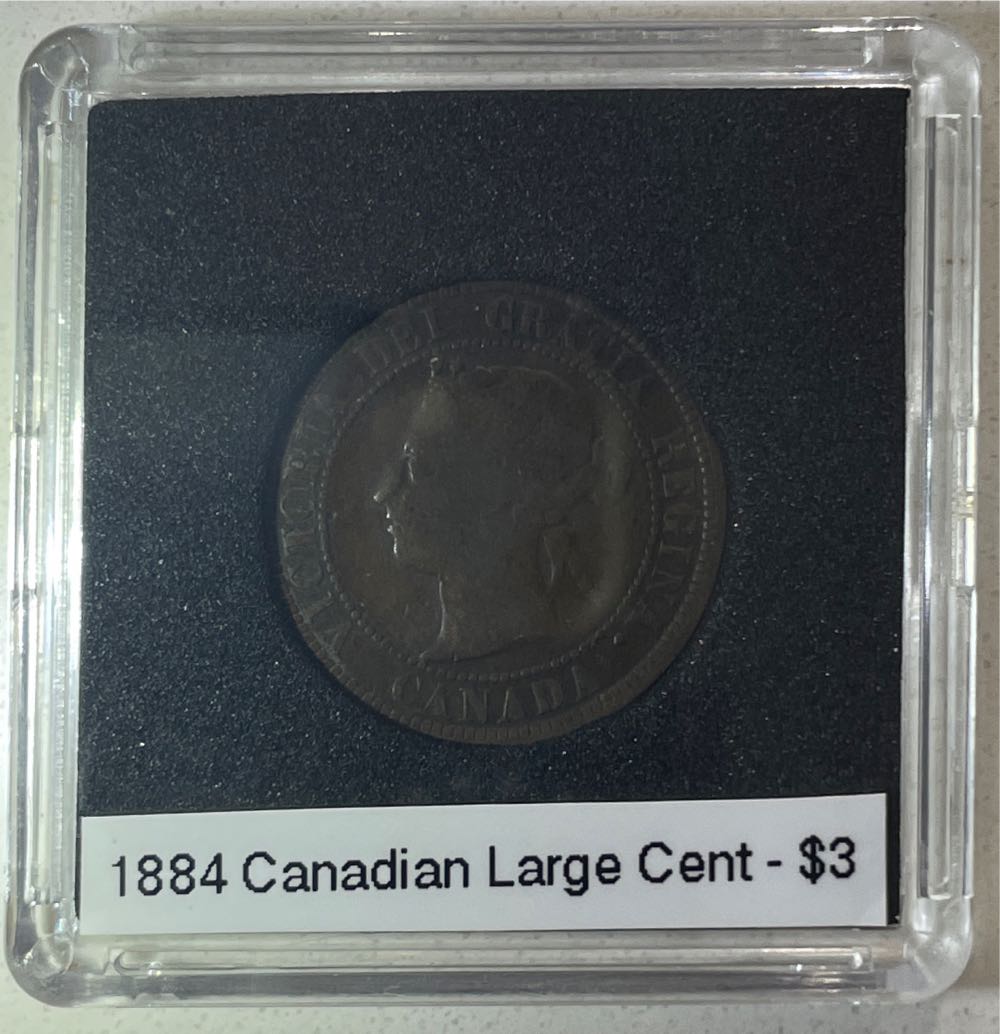 VICTORIA DEI GRATIA REGINA.
CANADA
1884 Canadian Large Cent - $3